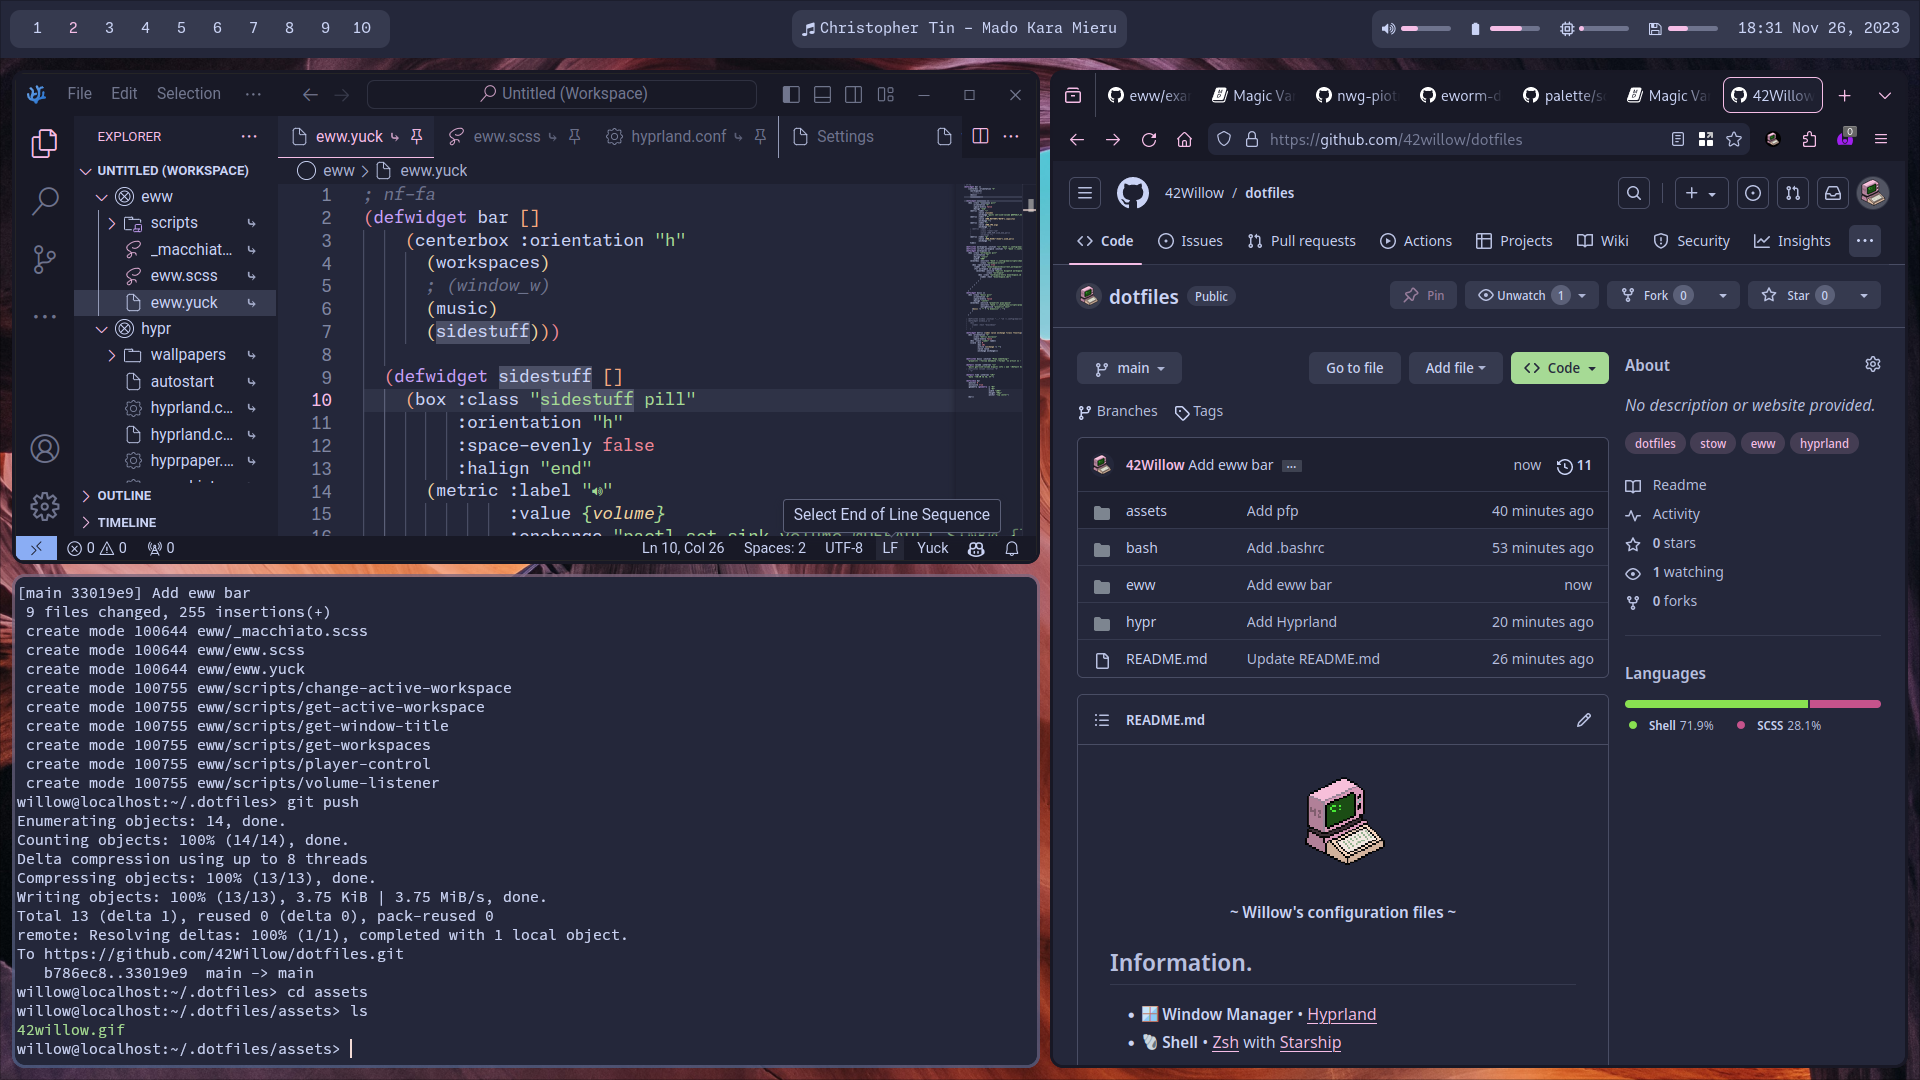 1 2 3 4 5 6 7 8 9 10
Christopher Tin – Mado Kara Mieru
18:31 Nov 26, 2023
File Edit Selection ···
Untitled (Workspace)
EXPLORER ···
UNTITLED (WORKSPACE)
eww
scripts
_macchiat...
eww.scss
eww.yuck
hypr
wallpapers
autostart
hyprland.c...
hyprland.c...
hyprpaper....
OUTLINE
TIMELINE
eww.yuck eww.scss hyprland.conf Settings
eww > eww.yuck
1 ; nf-fa
2 (defwidget bar []
3 (centerbox :orientation "h"
4 (workspaces)
5 ; (window_w)
6 (music)
7 (sidestuff)))
8
9 (defwidget sidestuff []
10 (box :class "sidestuff pill"
11 :orientation "h"
12 :space-evenly false
13 :halign "end"
14 (metric :label "🔊"
15 :value {volume}
16 :onchange "pactl set-sink-volume
Select End of Line Sequence
0 0 0 Ln 10, Col 26 Spaces: 2 UTF-8 LF Yuck
[main 33019e9] Add eww bar
9 files changed, 255 insertions(+)
create mode 100644 eww/_macchiato.scss
create mode 100644 eww/eww.scss
create mode 100644 eww/eww.yuck
create mode 100755 eww/scripts/change-active-workspace
create mode 100755 eww/scripts/get-active-workspace
create mode 100755 eww/scripts/get-window-title
create mode 100755 eww/scripts/get-workspaces
create mode 100755 eww/scripts/player-control
create mode 100755 eww/scripts/volume-listener
willow@localhost:~/.dotfiles> git push
Enumerating objects: 14, done.
Counting objects: 100% (14/14), done.
Delta compression using up to 8 threads
Compressing objects: 100% (13/13), done.
Writing objects: 100% (13/13), 3.75 KiB | 3.75 MiB/s, done.
Total 13 (delta 1), reused 0 (delta 0), pack-reused 0
remote: Resolving deltas: 100% (1/1), completed with 1 local object.
To https://github.com/42Willow/dotfiles.git
b786ec8..33019e9 main -> main
willow@localhost:~/.dotfiles> cd assets
willow@localhost:~/.dotfiles/assets> ls
42willow.gif
willow@localhost:~/.dotfiles/assets>
eww/exa Magic Va nwg-piot eworm-d palette/s Magic Va 42Willow
https://github.com/42willow/dotfiles
0
42Willow / dotfiles
Code Issues Pull requests Actions Projects Wiki Security Insights ···
dotfiles Public Pin Unwatch 1 Fork 0 Star 0
main Go to file Add file Code
Branches Tags
42Willow Add eww bar ... now 11
assets Add pfp 40 minutes ago
bash Add .bashrc 53 minutes ago
eww Add eww bar now
hypr Add Hyprland 20 minutes ago
README.md Update README.md 26 minutes ago
README.md
C:
~ Willow's configuration files ~
Information.
• Window Manager • Hyprland
• Shell • Zsh with Starship
About
No description or website provided.
dotfiles stow eww hyprland
Readme
Activity
0 stars
1 watching
0 forks
Languages
Shell 71.9% SCSS 28.1%